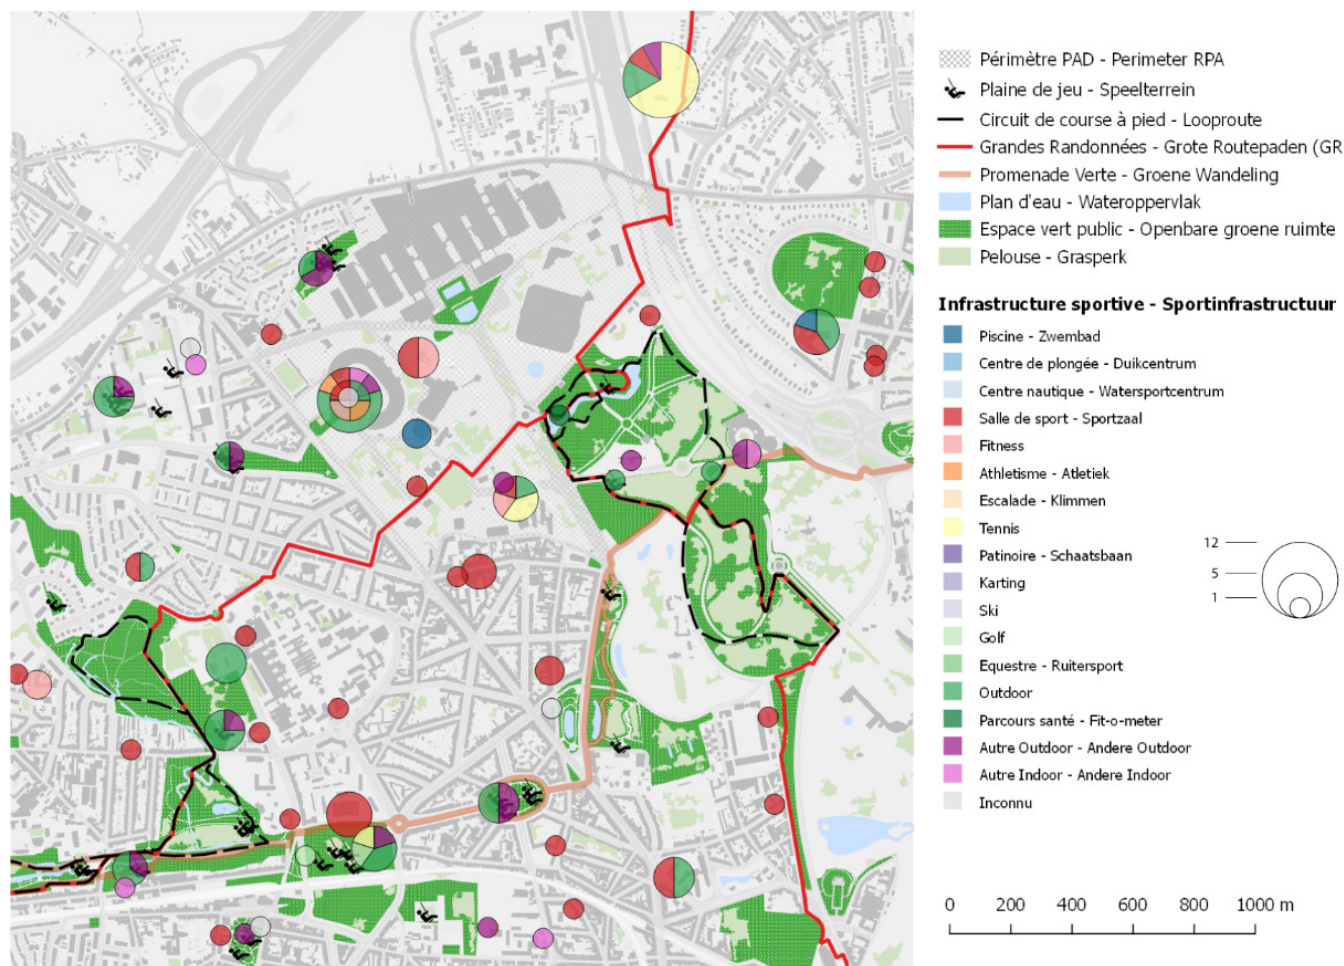 Périmètre PAD - Perimeter RPA
Plaine de jeu - Speelterrein
Circuit de course à pied - Looproute
Grandes Randonnées - Grote Routepaden (GR
Promenade Verte - Groene Wandeling
Plan d'eau - Wateroppervlak
Espace vert public - Openbare groene ruimte
Pelouse - Grasperk
Infrastructure sportive - Sportinfrastructuur
Piscine - Zwembad
Centre de plongée - Duikcentrum
Centre nautique - Watersportcentrum
Salle de sport - Sportzaal
Fitness
Athletisme - Atletiek
Escalade - Klimmen
Tennis
Patinoire - Schaatsbaan
Karting
Ski
Golf
Equestre - Ruitersport
Outdoor
Parcours santé - Fit-o-meter
Autre Outdoor - Andere Outdoor
Autre Indoor - Andere Indoor
Inconnu
12
5
1
0 200 400 600 800 1000 m